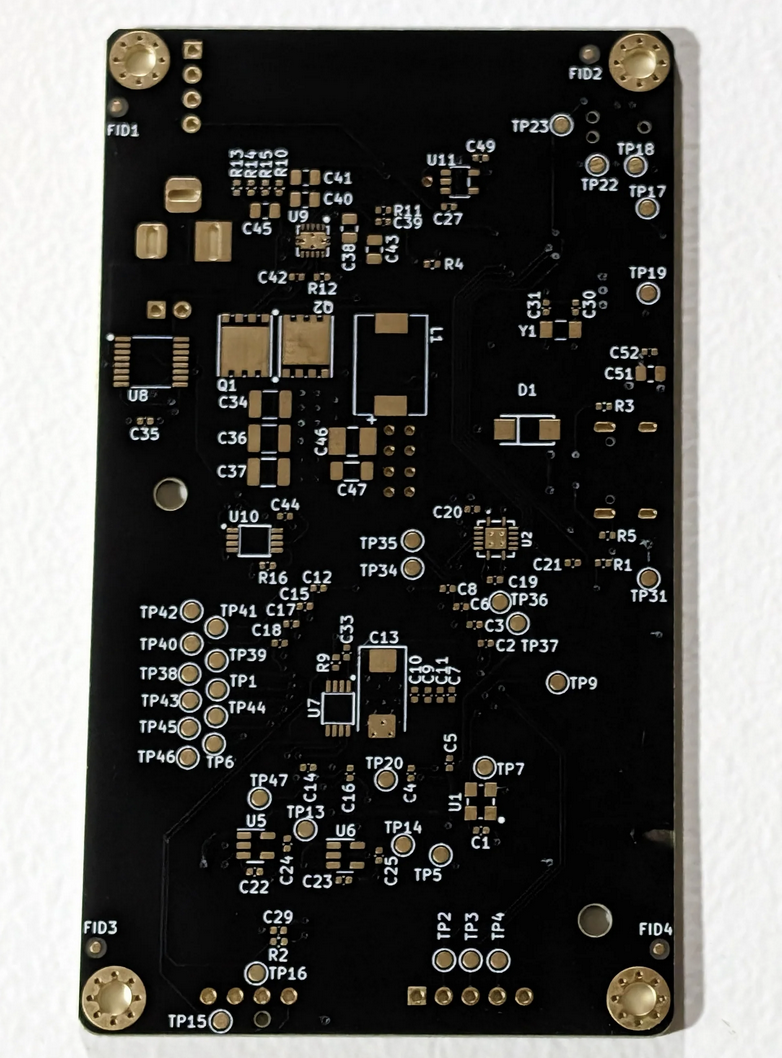 FID2
FID1
TP23
C49
U11
TP18
TP22
TP17
R13
R14
R15
R10
C41
C40
U9
C45
R11
C39
C27
C38
C43
R4
C42
R12
TP19
C31
C30
Y1
Q2
L1
C52
C51
U8
Q1
D1
C34
R3
C35
C36
C46
+
C37
C47
C44
C20
U10
U2
TP35
R5
TP34
C21
R1
R16
C12
C19
TP31
C15
C8
TP36
TP42
TP41
C17
C6
C18
C3
TP40
C33
C13
C2
TP37
TP39
R9
C10
C9
C11
C7
TP38
TP1
TP9
TP43
TP44
U7
TP45
TP46
TP6
C5
TP47
C14
C16
TP20
C4
TP7
TP13
U1
U5
U6
TP14
C24
C25
TP5
C1
C22
C23
FID3
C29
TP2
TP3
TP4
FID4
R2
TP16
TP15